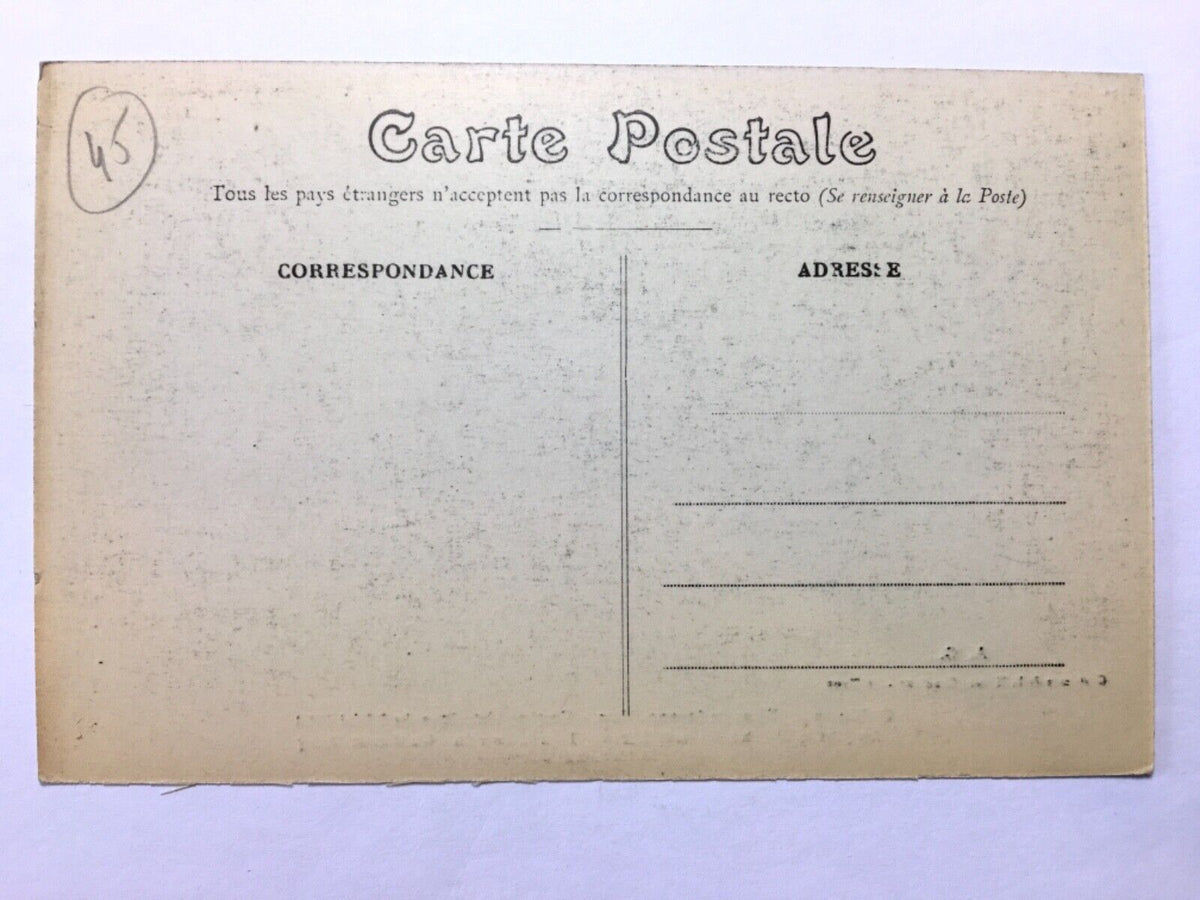 45
Carte Postale
Tous les pays étrangers n'acceptent pas la correspondance au recto (Se renseigner à la Poste)
CORRESPONDANCE
ADRESSE
A. G.